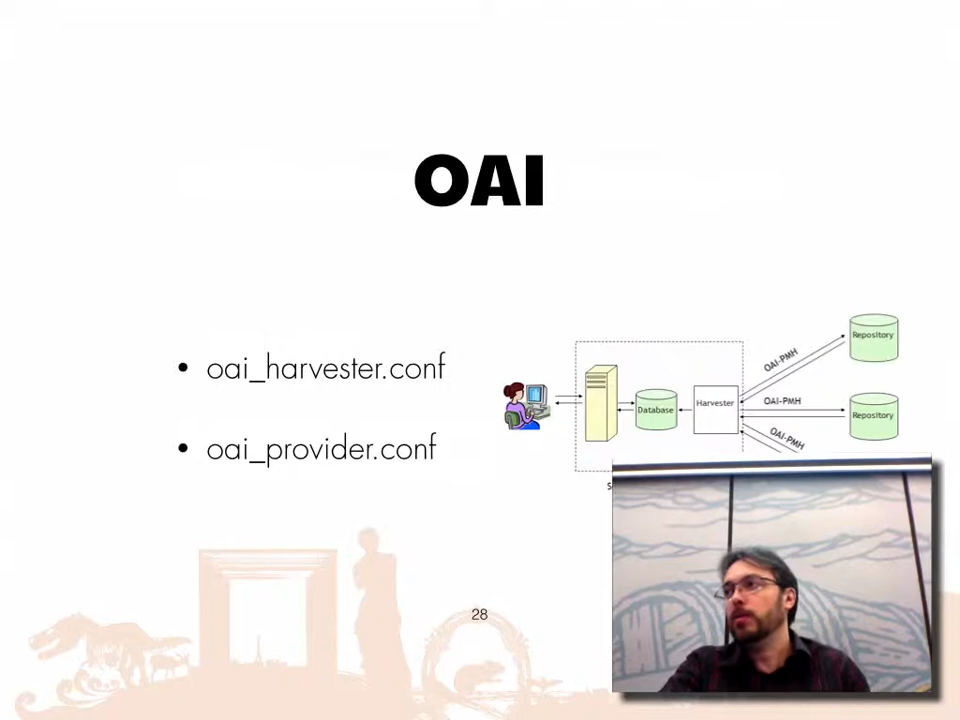 OAI
• oai_harvester.conf
• oai_provider.conf
Repository
OAI-PMH
Database
Harvester
OAI-PMH
Repository
OAI-PMH
28